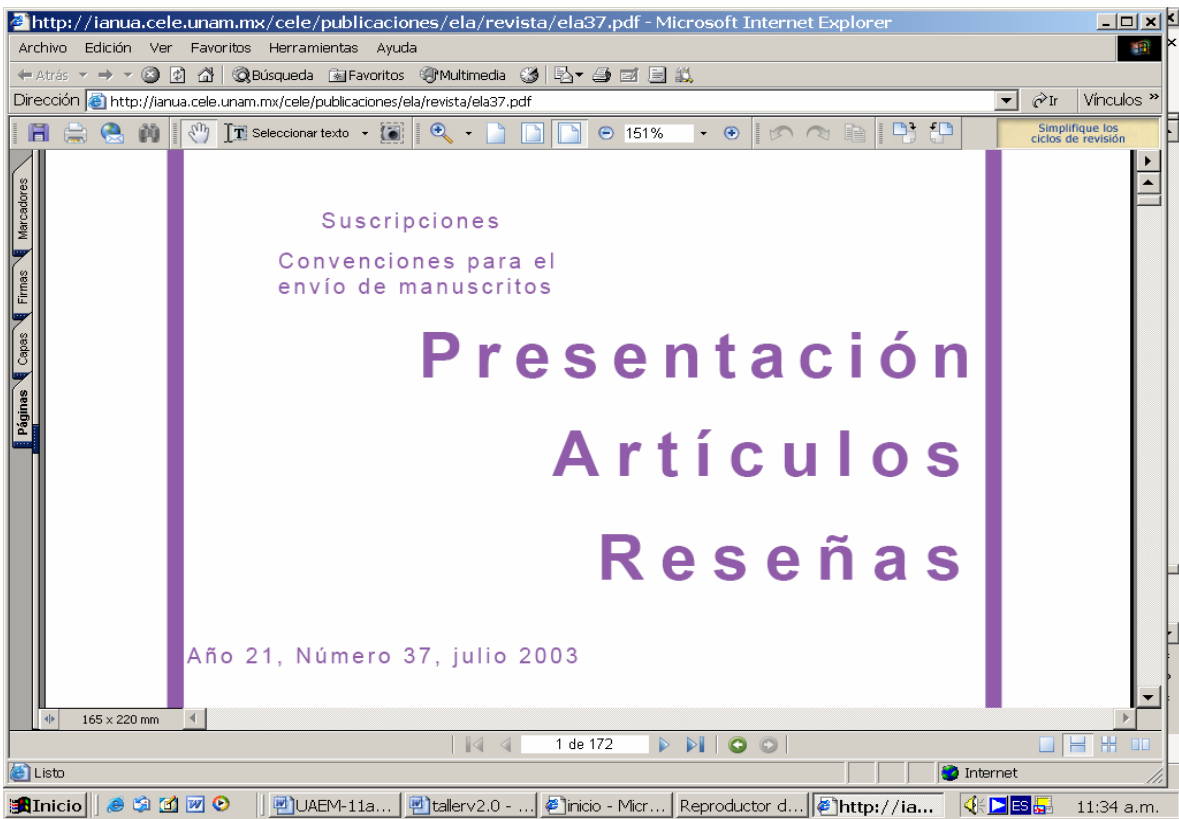 http://ianua.cele.unam.mx/cele/publicaciones/ela/revista/ela37.pdf - Microsoft Internet Explorer
Archivo Edición Ver Favoritos Herramientas Ayuda
Atrás Búsqueda Favoritos Multimedia
Dirección http://ianua.cele.unam.mx/cele/publicaciones/ela/revista/ela37.pdf Ir Vínculos »
Seleccionar texto 151% Simplifique los
ciclos de revisión
Marcadores
Firmas
Capas
Páginas
Suscripciones
Convenciones para el
envío de manuscritos
Presentación
Artículos
Reseñas
Año 21, Número 37, julio 2003
165 x 220 mm
1 de 172
Listo Internet
Inicio UAEM-11a... tallerv2.0 - ... inicio - Micr... Reproductor d... http://ia... ES 11:34 a.m.